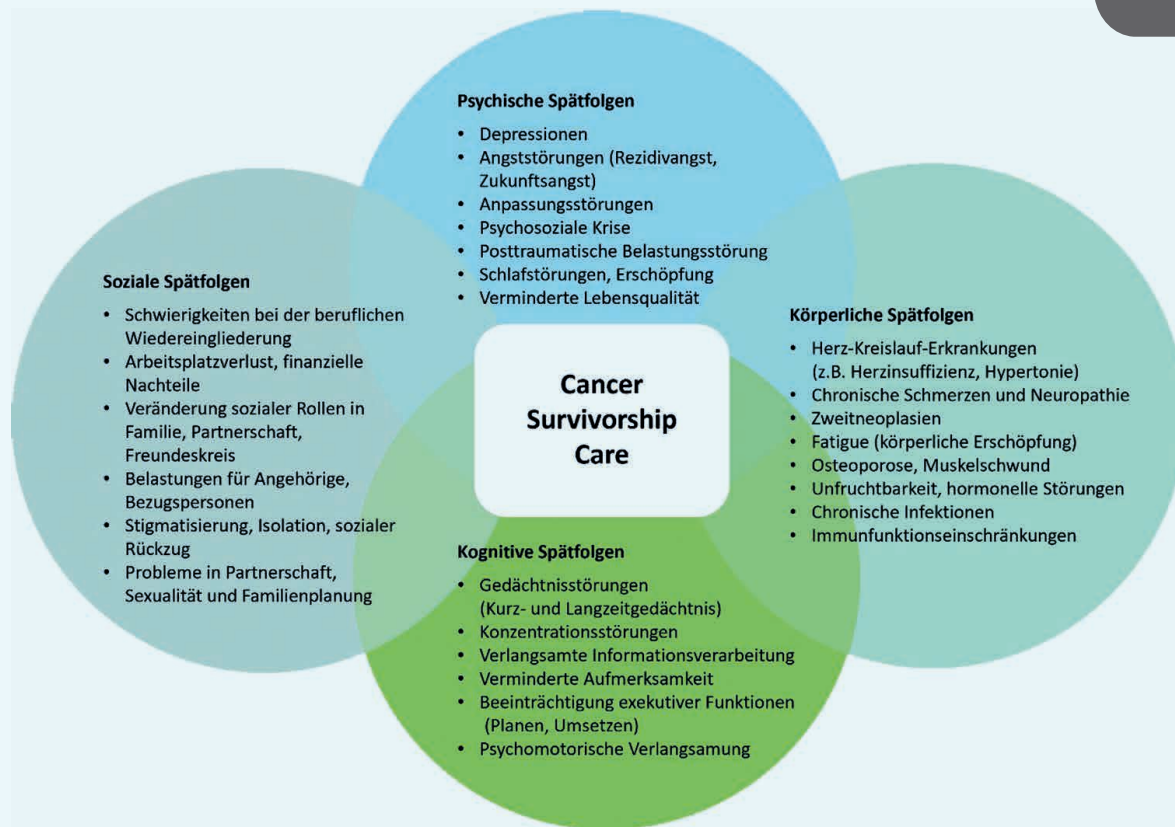 Psychische Spätfolgen
• Depressionen
• Angststörungen (Rezidivangst,
Zukunftsangst)
• Anpassungsstörungen
• Psychosoziale Krise
• Posttraumatische Belastungsstörung
• Schlafstörungen, Erschöpfung
• Verminderte Lebensqualität
Soziale Spätfolgen
• Schwierigkeiten bei der beruflichen
Wiedereingliederung
• Arbeitsplatzverlust, finanzielle
Nachteile
• Veränderung sozialer Rollen in
Familie, Partnerschaft,
Freundeskreis
• Belastungen für Angehörige,
Bezugspersonen
• Stigmatisierung, Isolation, sozialer
Rückzug
• Probleme in Partnerschaft,
Sexualität und Familienplanung
Cancer
Survivorship
Care
Körperliche Spätfolgen
• Herz-Kreislauf-Erkrankungen
(z.B. Herzinsuffizienz, Hypertonie)
• Chronische Schmerzen und Neuropathie
• Zweitneoplasien
• Fatigue (körperliche Erschöpfung)
• Osteoporose, Muskelschwund
• Unfruchtbarkeit, hormonelle Störungen
• Chronische Infektionen
• Immunfunktionseinschränkungen
Kognitive Spätfolgen
• Gedächtnisstörungen
(Kurz- und Langzeitgedächtnis)
• Konzentrationsstörungen
• Verlangsamte Informationsverarbeitung
• Verminderte Aufmerksamkeit
• Beeinträchtigung exekutiver Funktionen
(Planen, Umsetzen)
• Psychomotorische Verlangsamung